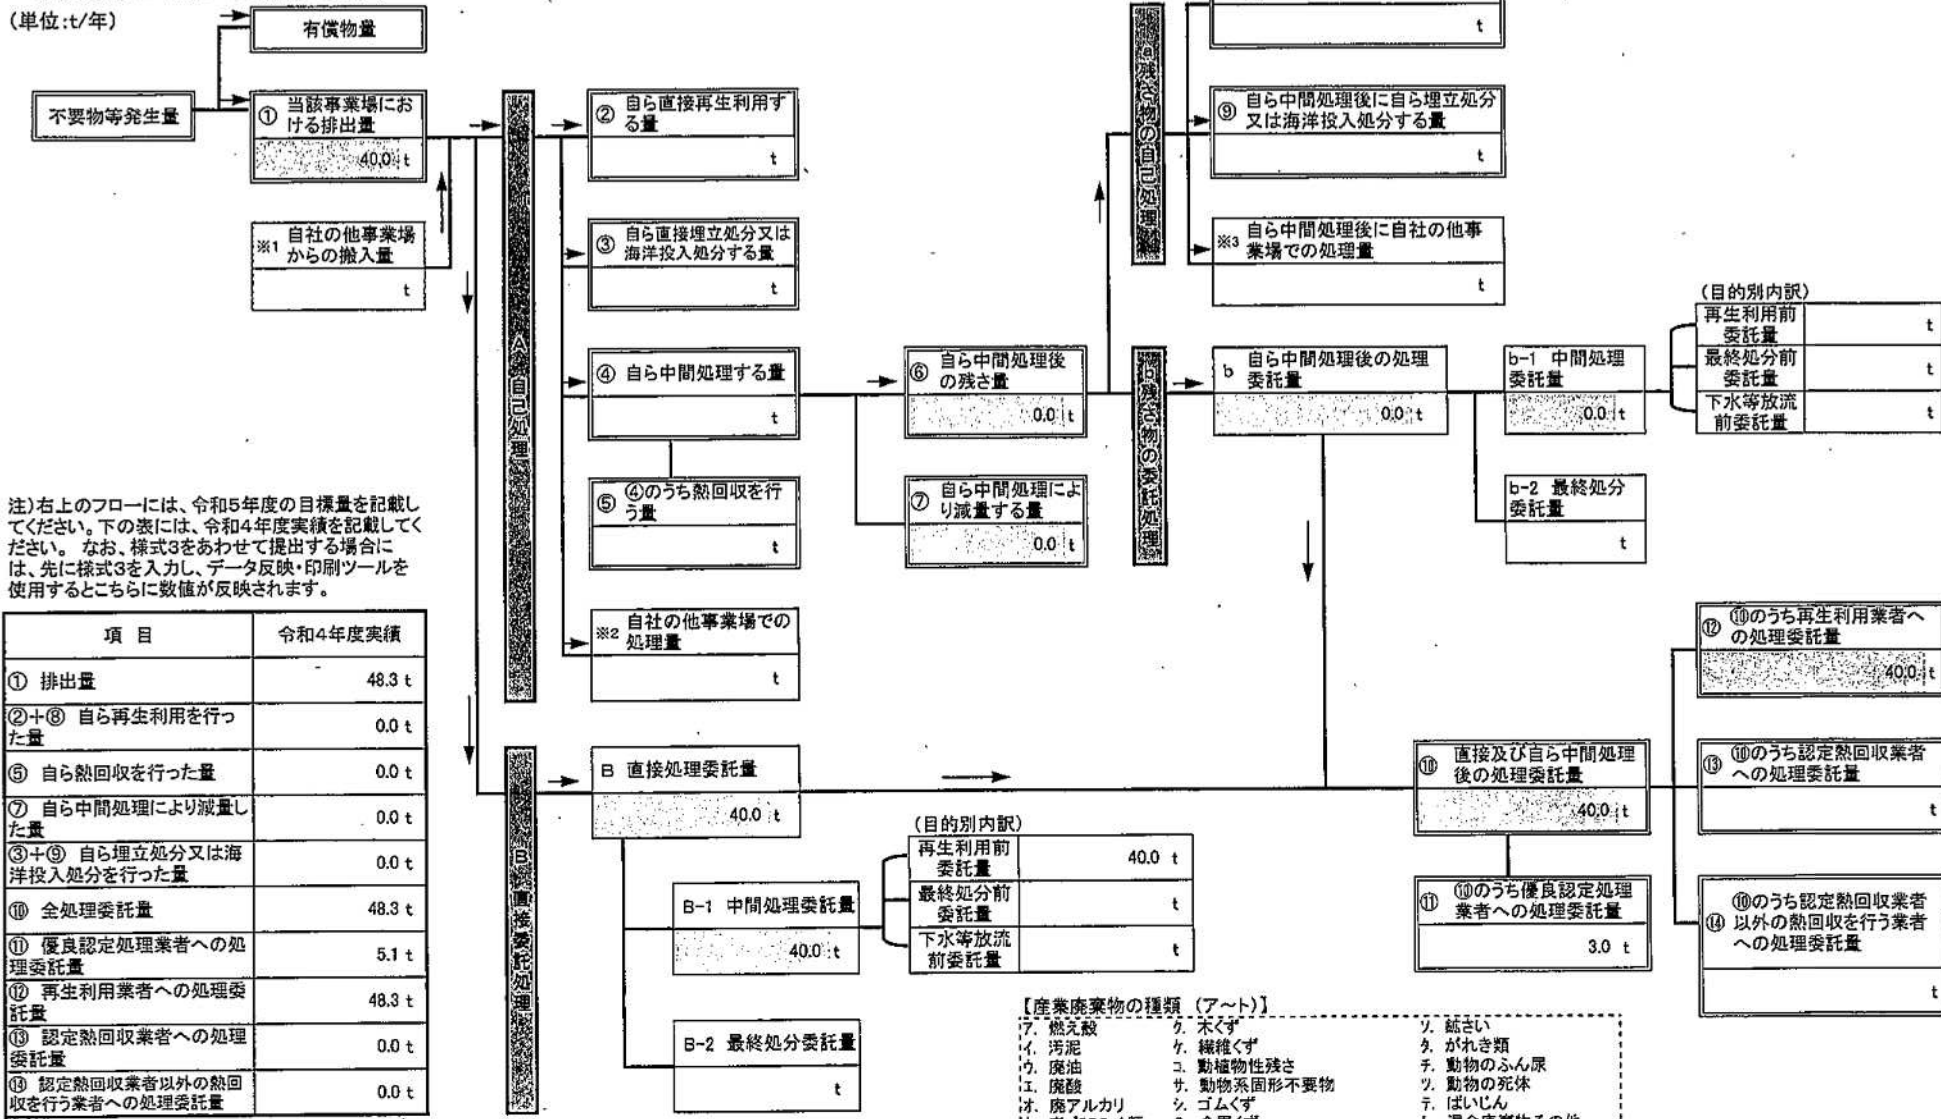 (単位:t/年)
有償物量
不要物等発生量
① 当該事業場にお
ける排出量
40.0 t
※1 自社の他事業場
からの搬入量
t
A 自己処理
② 自ら直接再生利用す
る量
t
③ 自ら直接埋立処分又は
海洋投入処分する量
t
④ 自ら中間処理する量
t
⑤ ④のうち熱回収を行
う量
t
※2 自社の他事業場での
処理量
t
⑥ 自ら中間処理後
の残さ量
0.0 t
⑦ 自ら中間処理によ
り減量する量
0.0 t
a 残さ物の自己処理
t
⑨ 自ら中間処理後に自ら埋立処分
又は海洋投入処分する量
t
※3 自ら中間処理後に自社の他事
業場での処理量
t
b 残さ物の委託処理
b 自ら中間処理後の処理
委託量
0.0 t
b-1 中間処理
委託量
0.0 t
b-2 最終処分
委託量
t
(目的別内訳)
再生利用前
委託量
t
最終処分前
委託量
t
下水等放流
前委託量
t
注)右上のフローには、令和5年度の目標量を記載し
てください。下の表には、令和4年度実績を記載してく
ださい。 なお、様式3をあわせて提出する場合に
は、先に様式3を入力し、データ反映・印刷ツールを
使用するとこちらに数値が反映されます。
項 目 令和4年度実績
① 排出量 48.3 t
②+⑧ 自ら再生利用を行っ
た量 0.0 t
⑤ 自ら熱回収を行った量 0.0 t
⑦ 自ら中間処理により減量し
た量 0.0 t
③+⑨ 自ら埋立処分又は海
洋投入処分を行った量 0.0 t
⑩ 全処理委託量 48.3 t
⑪ 優良認定処理業者への処
理委託量 5.1 t
⑫ 再生利用業者への処理委
託量 48.3 t
⑬ 認定熱回収業者への処理
委託量 0.0 t
⑭ 認定熱回収業者以外の熱回
収を行う業者への処理委託量 0.0 t
B 直接委託処理
B 直接処理委託量
40.0 t
B-1 中間処理委託量
40.0 t
B-2 最終処分委託量
t
(目的別内訳)
再生利用前
委託量
40.0 t
最終処分前
委託量
t
下水等放流
前委託量
t
⑩ 直接及び自ら中間処理
後の処理委託量
40.0 t
⑪ ⑩のうち優良認定処理
業者への処理委託量
3.0 t
⑫ ⑩のうち再生利用業者へ
の処理委託量
40.0 t
⑬ ⑩のうち認定熱回収業者
への処理委託量
t
⑭ ⑩のうち認定熱回収業者
以外の熱回収を行う業者
への処理委託量
t
【産業廃棄物の種類 (ア〜ト)】
ア. 燃え殻 ク. 木くず ソ. 鉱さい
イ. 汚泥 ケ. 繊維くず タ. がれき類
ウ. 廃油 コ. 動植物性残さ チ. 動物のふん尿
エ. 廃酸 サ. 動物系固形不要物 ツ. 動物の死体
オ. 廃アルカリ シ. ゴムくず テ. ばいじん